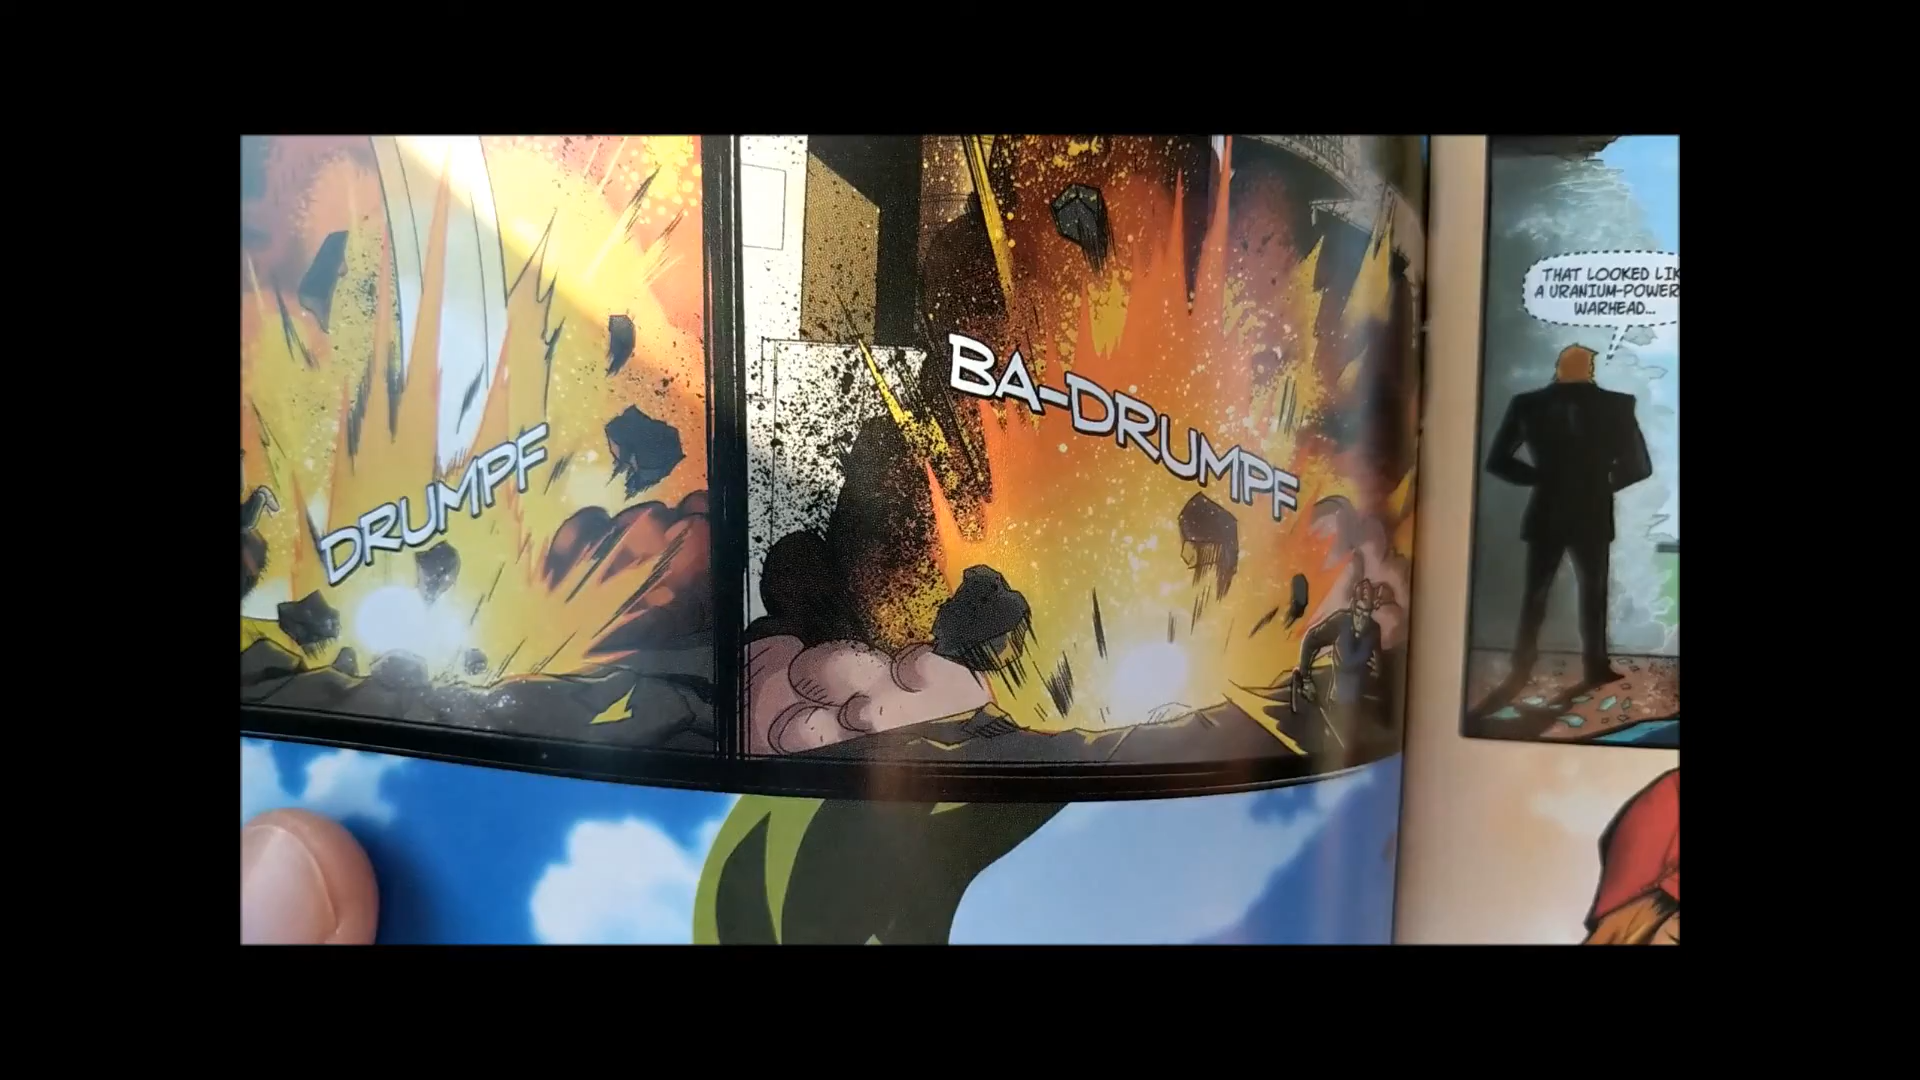 DRUMPF
BA-DRUMPF
THAT LOOKED LIK
A URANIUM-POWER
WARHEAD...